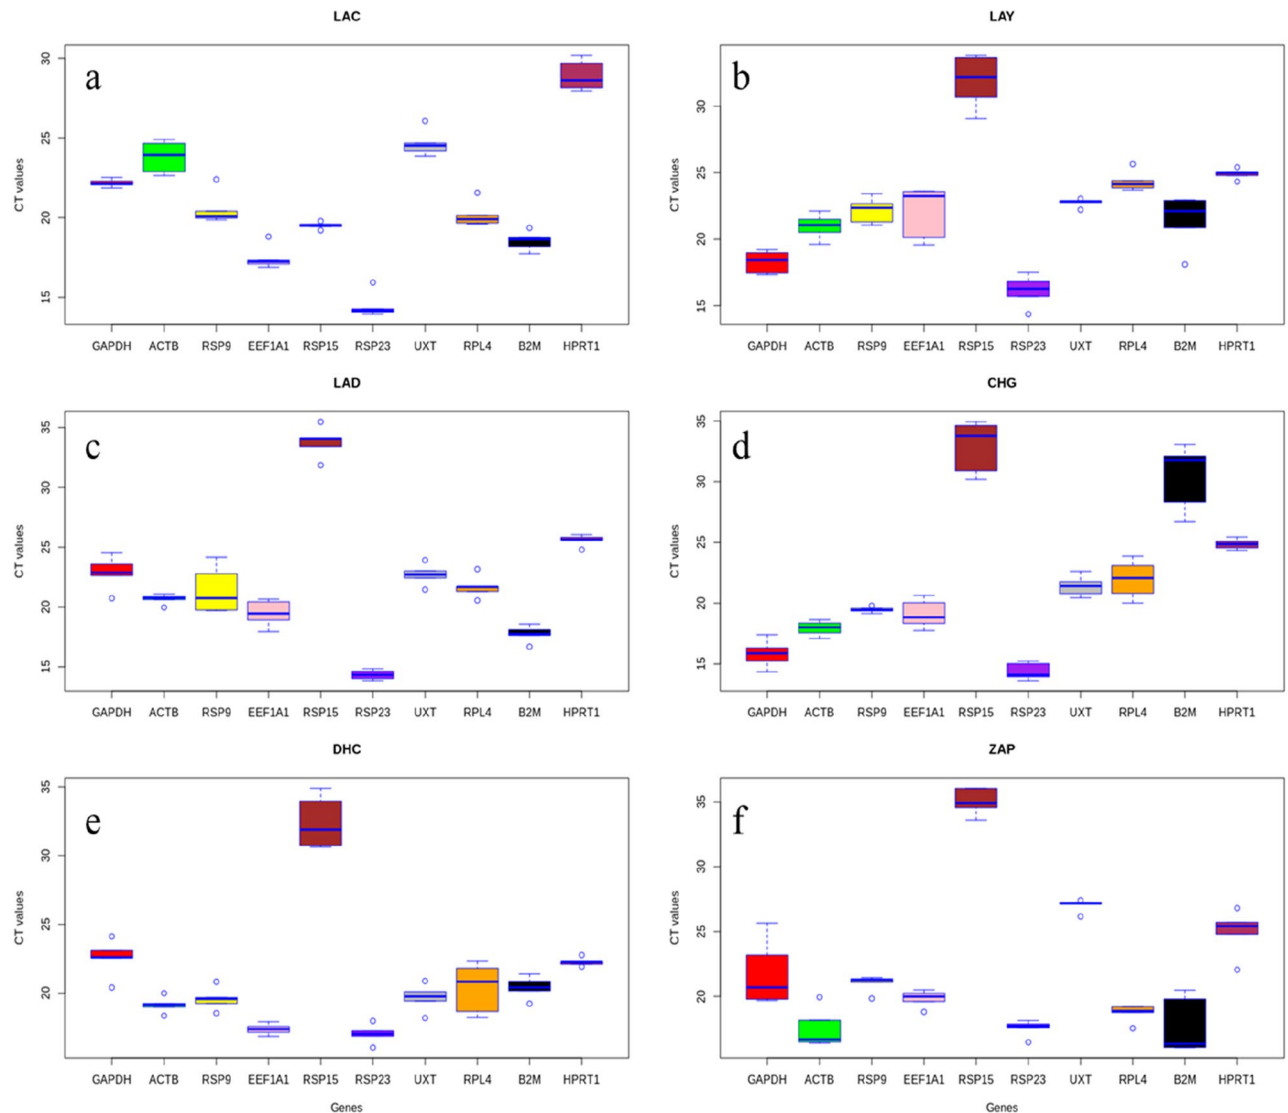 LAC
a
CT values
30
25
20
15
GAPDH ACTB RSP9 EEF1A1 RSP15 RSP23 UXT RPL4 B2M HPRT1
LAY
b
CT values
30
25
20
15
GAPDH ACTB RSP9 EEF1A1 RSP15 RSP23 UXT RPL4 B2M HPRT1
LAD
c
CT values
35
30
25
20
15
GAPDH ACTB RSP9 EEF1A1 RSP15 RSP23 UXT RPL4 B2M HPRT1
CHG
d
CT values
35
30
25
20
15
GAPDH ACTB RSP9 EEF1A1 RSP15 RSP23 UXT RPL4 B2M HPRT1
DHC
e
CT values
35
30
25
20
GAPDH ACTB RSP9 EEF1A1 RSP15 RSP23 UXT RPL4 B2M HPRT1
Genes
ZAP
f
CT values
35
30
25
20
GAPDH ACTB RSP9 EEF1A1 RSP15 RSP23 UXT RPL4 B2M HPRT1
Genes